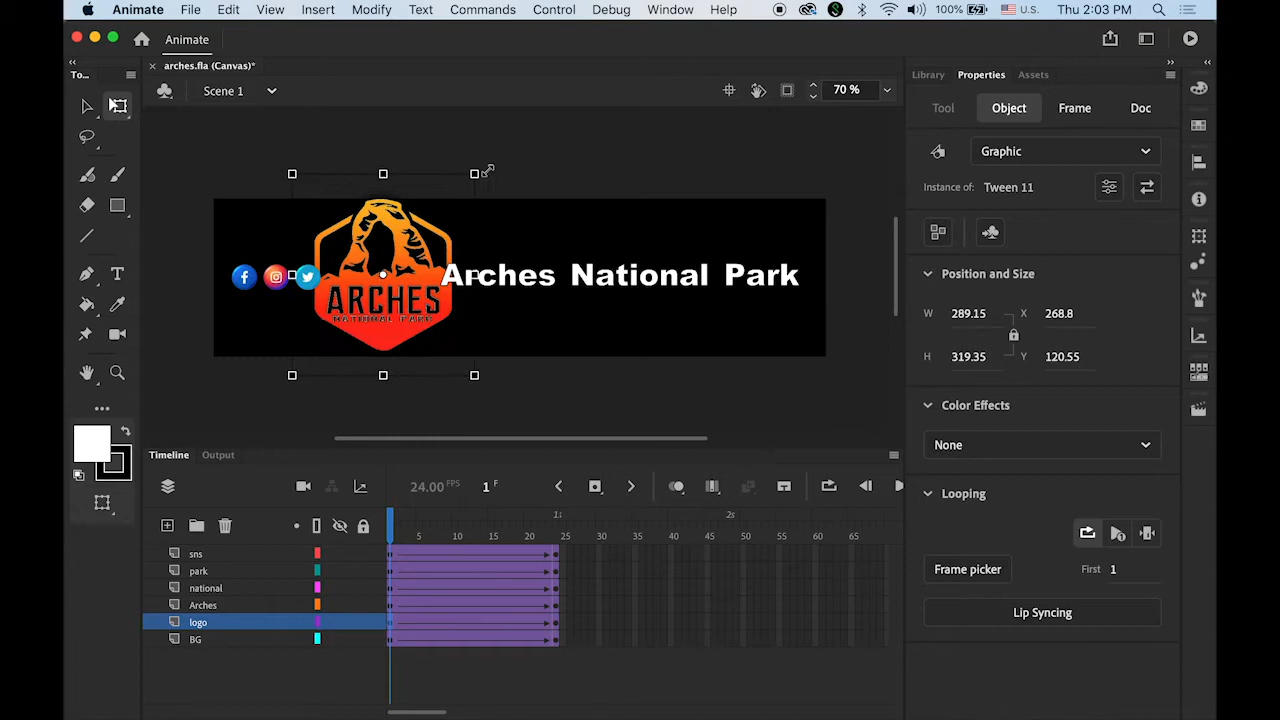 Animate File Edit View Insert Modify Text Commands Control Debug Window Help 100% U.S. Thu 2:03 PM
Animate
To...
arches.fla (Canvas)*
Library Properties Assets
Scene 1
70 %
Tool Object Frame Doc
Graphic
Instance of: Tween 11
Position and Size
Arches National Park
ARCHES
NATIONAL PARK
W 289.15 X 268.8
H 319.35 Y 120.55
Color Effects
None
Timeline Output
Looping
24.00 FPS 1 F
1s 2s
5 10 15 20 25 30 35 40 45 50 55 60 65
sns
park
Frame picker First 1
national
Arches
Lip Syncing
logo
BG